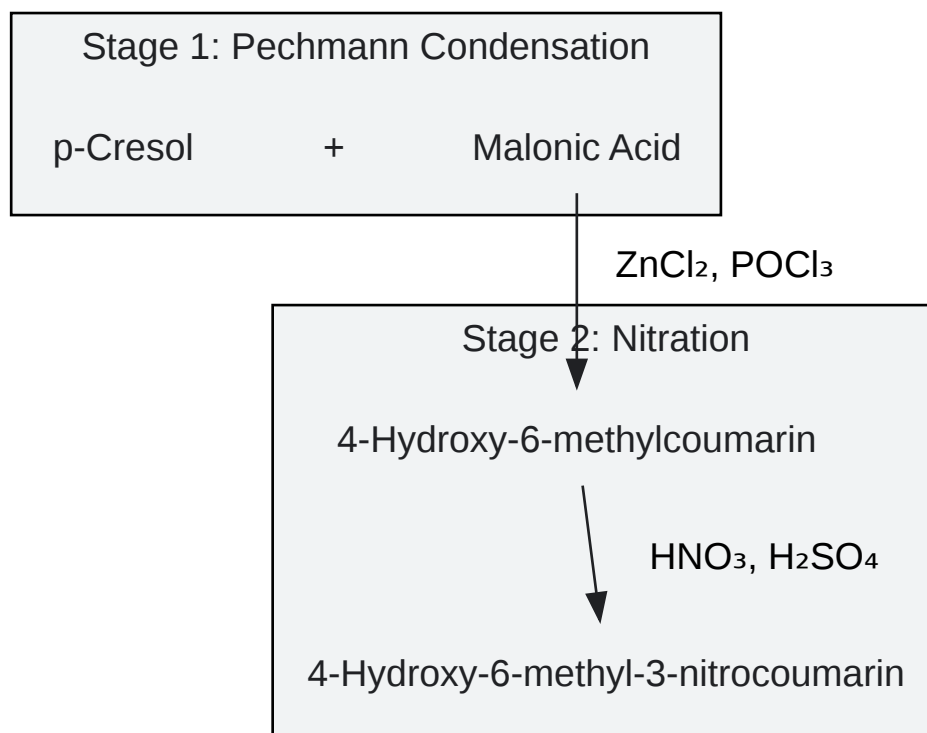 Stage 1: Pechmann Condensation
p-Cresol + Malonic Acid
ZnCl₂, POCl₃
Stage 2: Nitration
4-Hydroxy-6-methylcoumarin
HNO₃, H₂SO₄
4-Hydroxy-6-methyl-3-nitrocoumarin